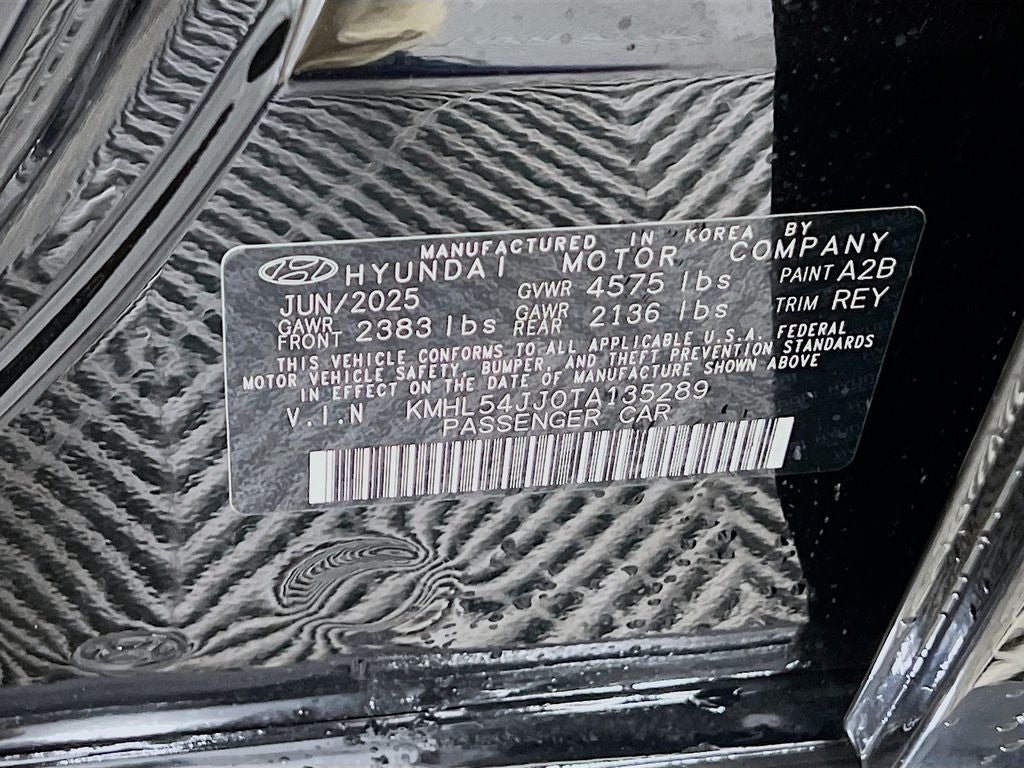 MANUFACTURED IN KOREA BY
HYUNDAI MOTOR COMPANY
JUN/2025 GVWR 4575 lbs PAINT A2B
GAWR FRONT 2383 lbs GAWR REAR 2136 lbs TRIM REY
THIS VEHICLE CONFORMS TO ALL APPLICABLE U.S.A. FEDERAL
MOTOR VEHICLE SAFETY, BUMPER, AND THEFT PREVENTION STANDARDS
IN EFFECT ON THE DATE OF MANUFACTURE SHOWN ABOVE
V.I.N KMHL54JJ0TA135289
PASSENGER CAR